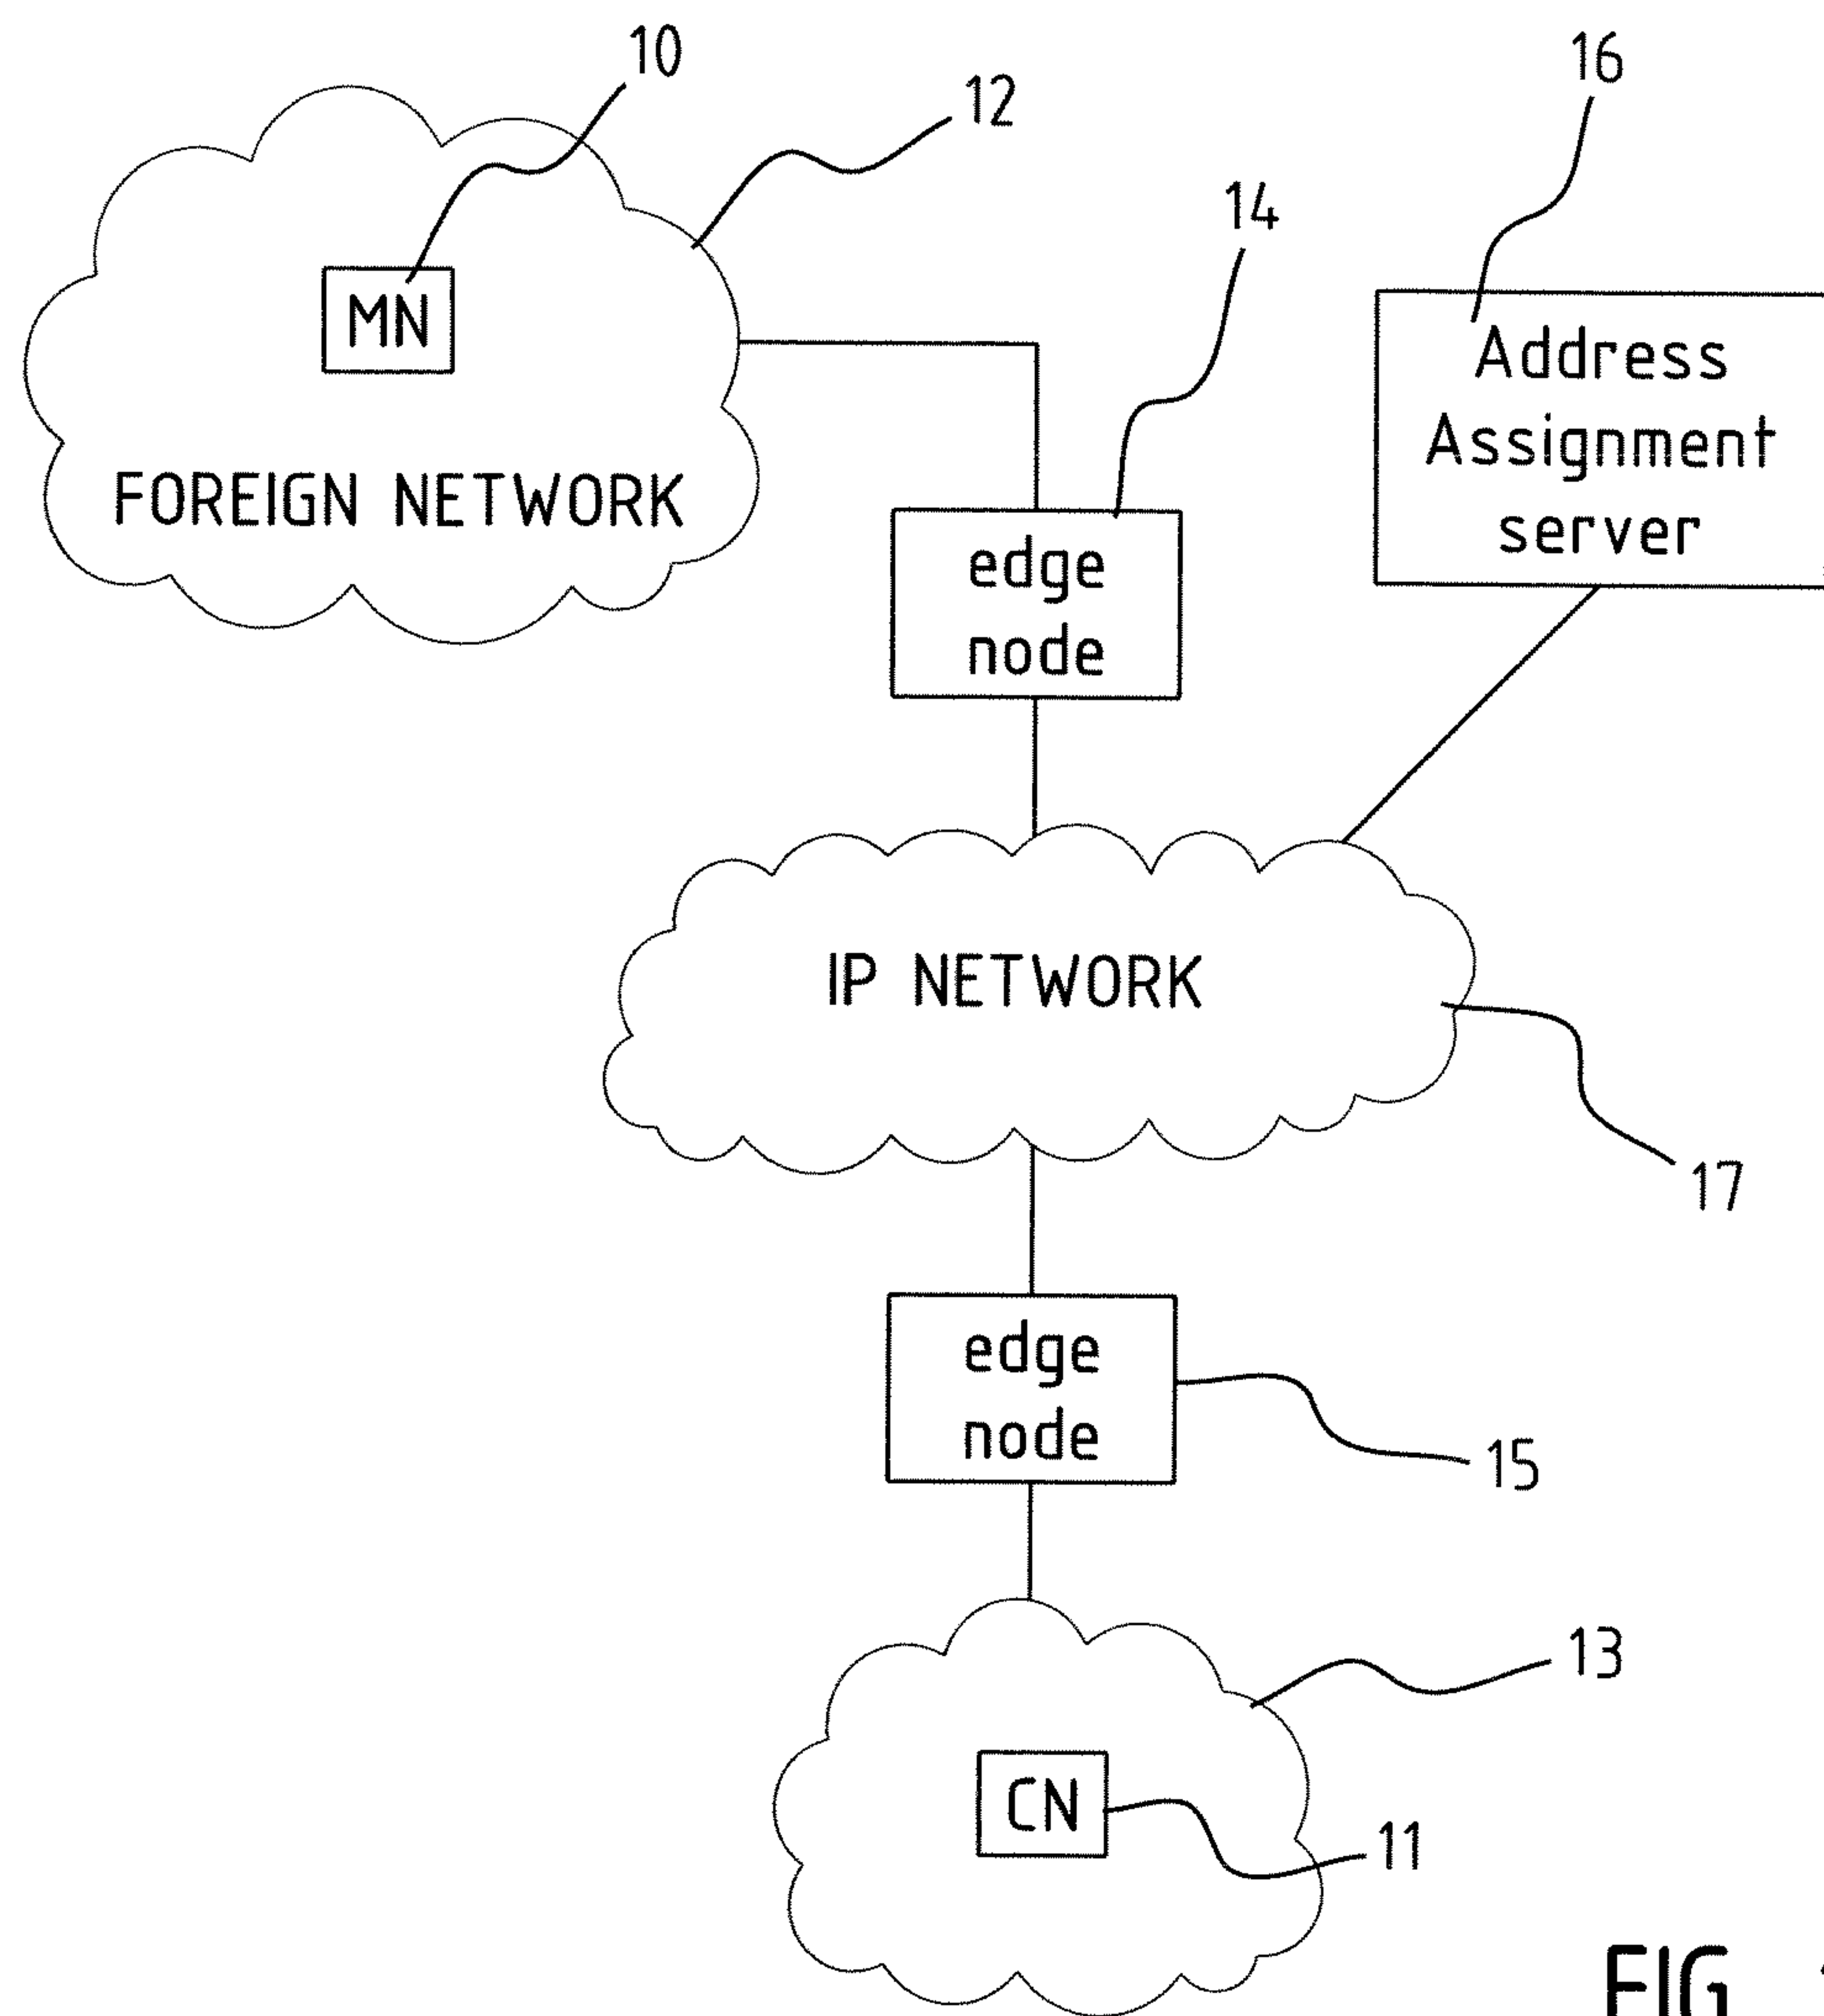 10
12
16
14
MN
FOREIGN NETWORK
Address
Assignment
server
edge
node
IP NETWORK
17
edge
node
15
13
CN
11
FIG